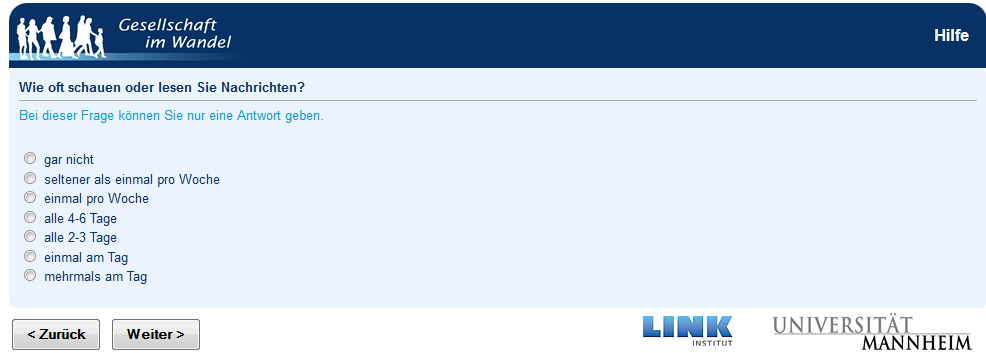 Gesellschaft
im Wandel
Hilfe
Wie oft schauen oder lesen Sie Nachrichten?
Bei dieser Frage können Sie nur eine Antwort geben.
gar nicht
seltener als einmal pro Woche
einmal pro Woche
alle 4-6 Tage
alle 2-3 Tage
einmal am Tag
mehrmals am Tag
< Zurück
Weiter >
LINK
INSTITUT
UNIVERSITÄT
MANNHEIM